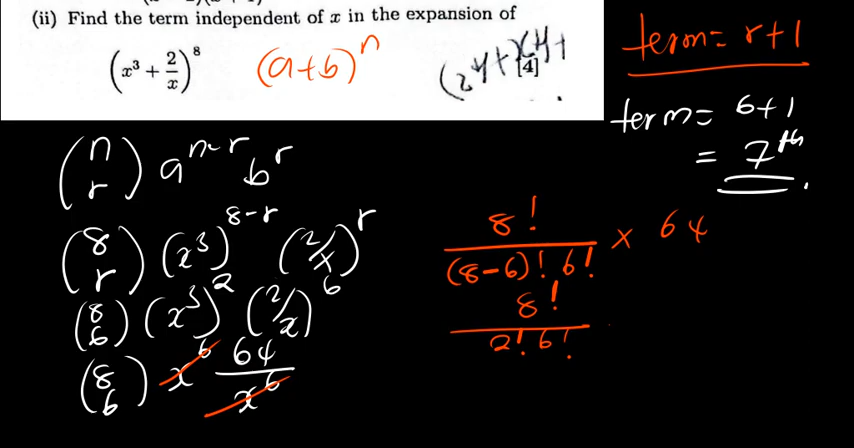 (ii) Find the term independent of x in the expansion of
(x³ + 2/x)⁸
(a+b)ⁿ
[4]
term = r+1
term = 6+1
= 7th
(n r) aⁿ⁻ʳ bʳ
(8 r) (x³)⁸⁻ʳ (2/x)ʳ
(8 6) (x³)² (2/x)⁶
(8 6) x⁶ 64/x⁶
8!/(8-6)! 6! × 64
8!/2! 6!